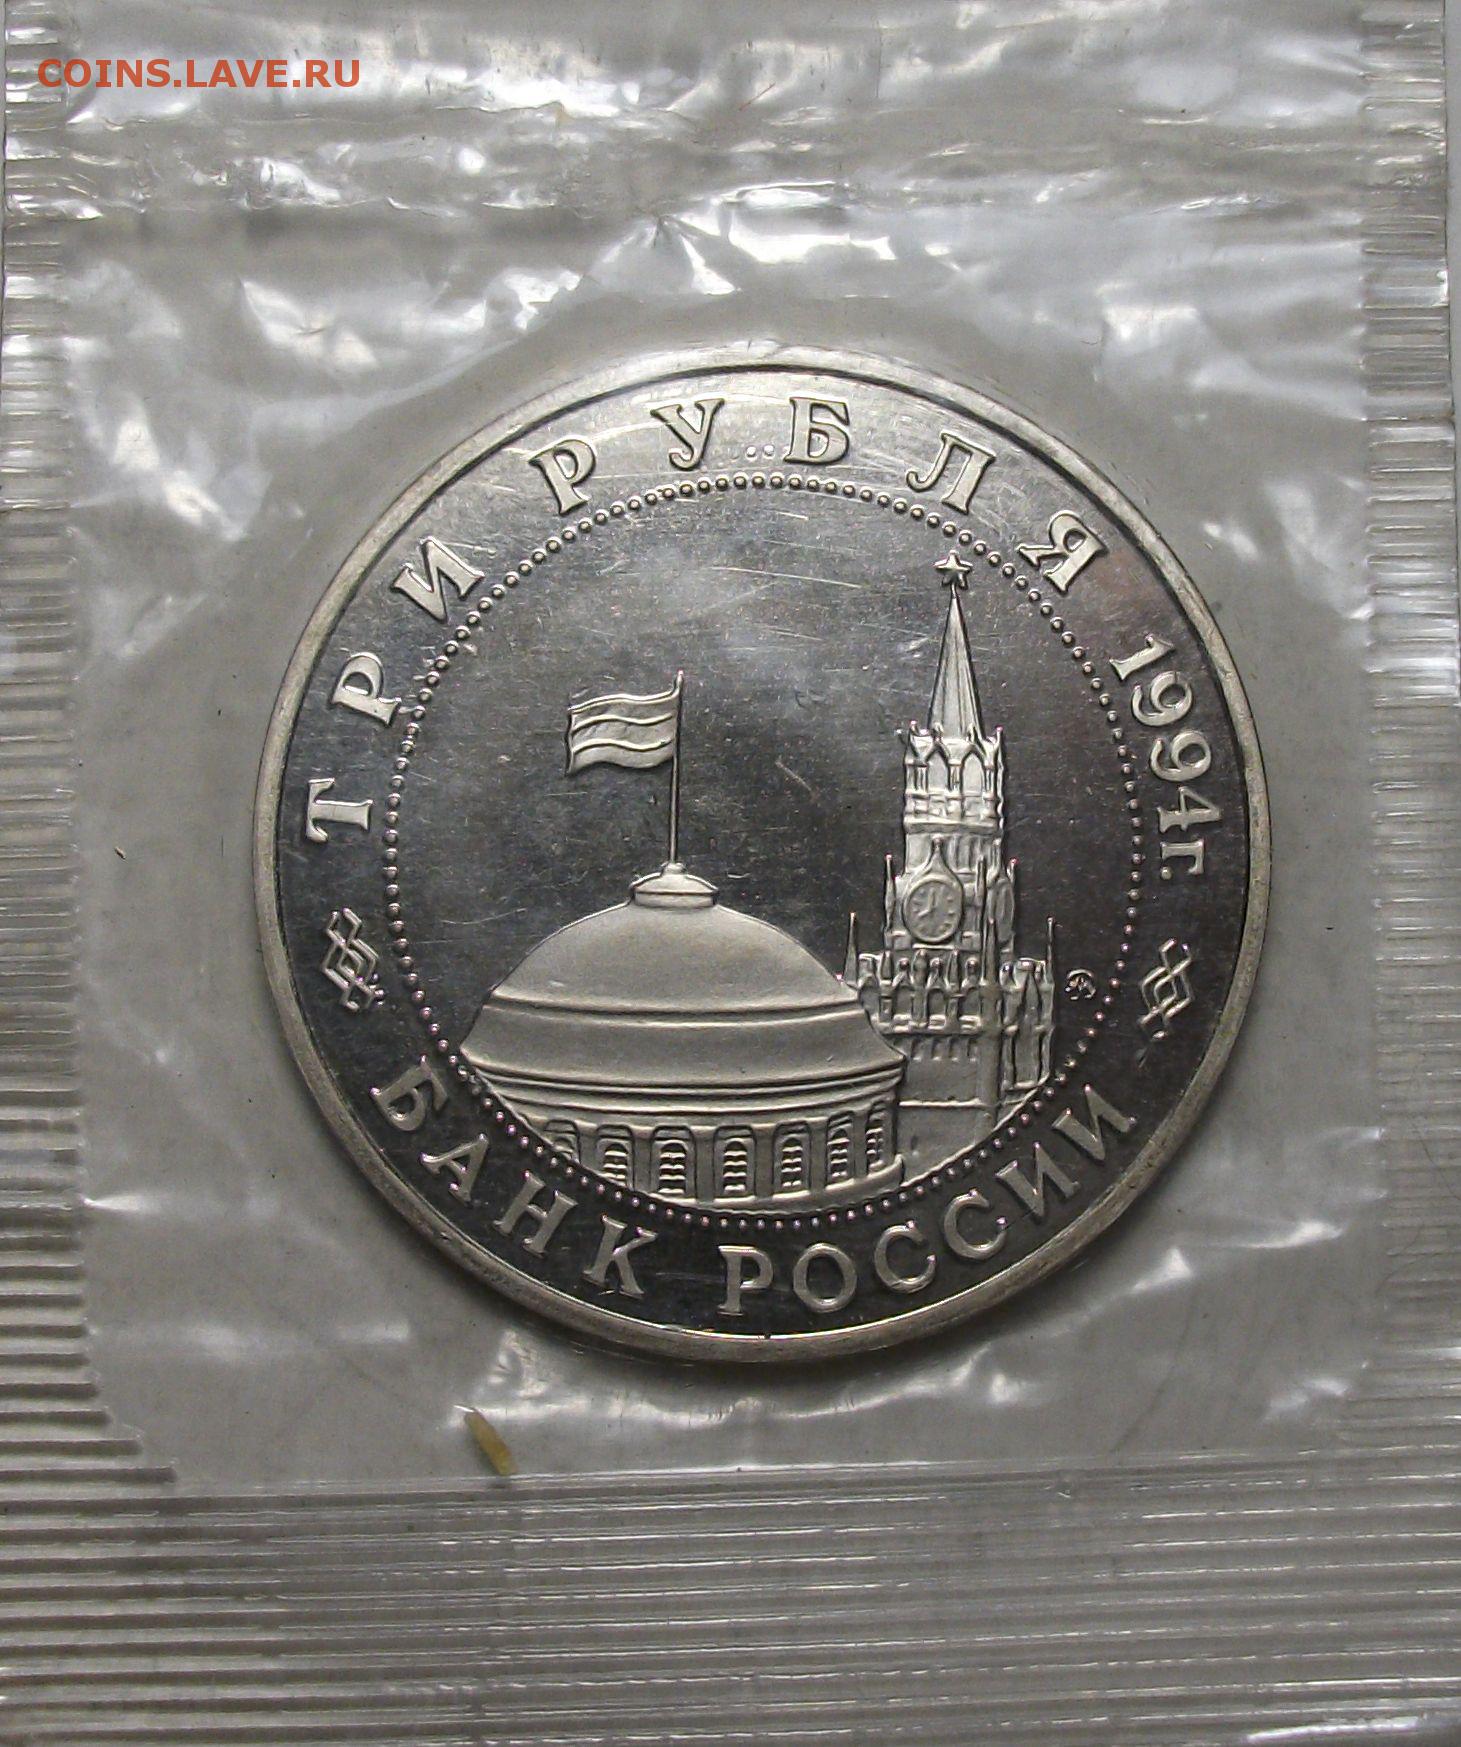 COINS.LAVE.RU
ТРИ РУБЛЯ 1994г.
БАНК РОССИИ